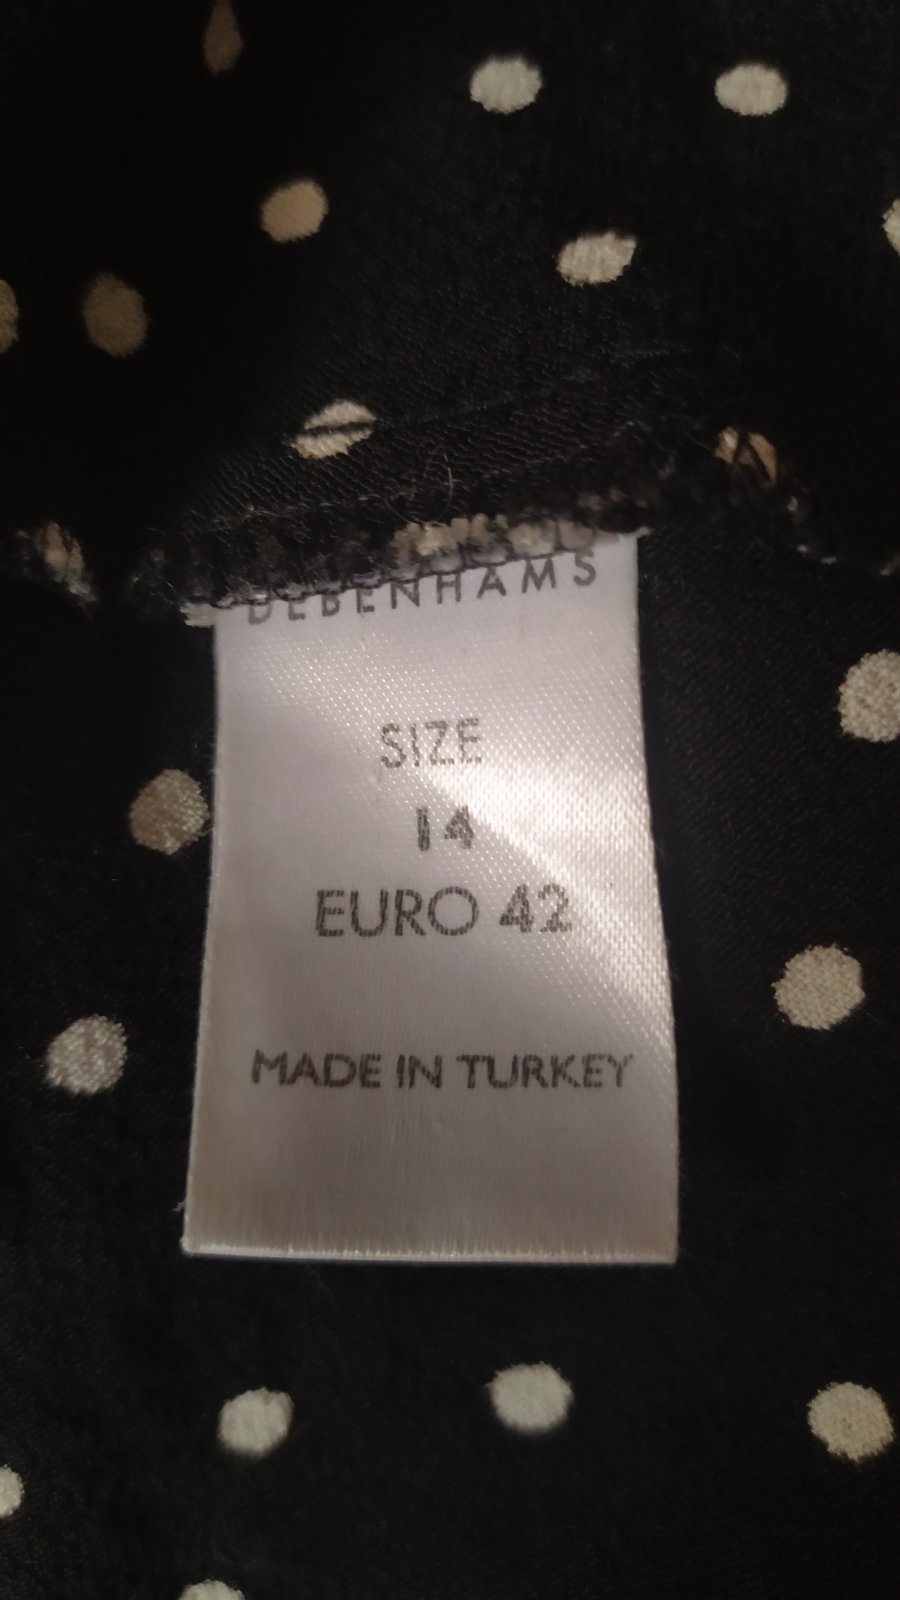 DEBENHAMS
SIZE
14
EURO 42
MADE IN TURKEY